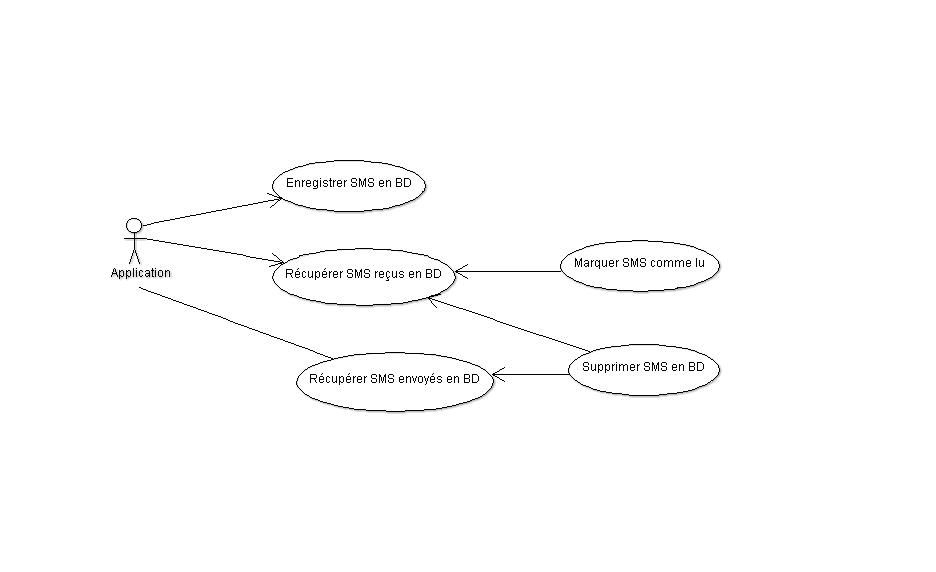 Enregistrer SMS en BD
Application
Récupérer SMS reçus en BD
Marquer SMS comme lu
Récupérer SMS envoyés en BD
Supprimer SMS en BD